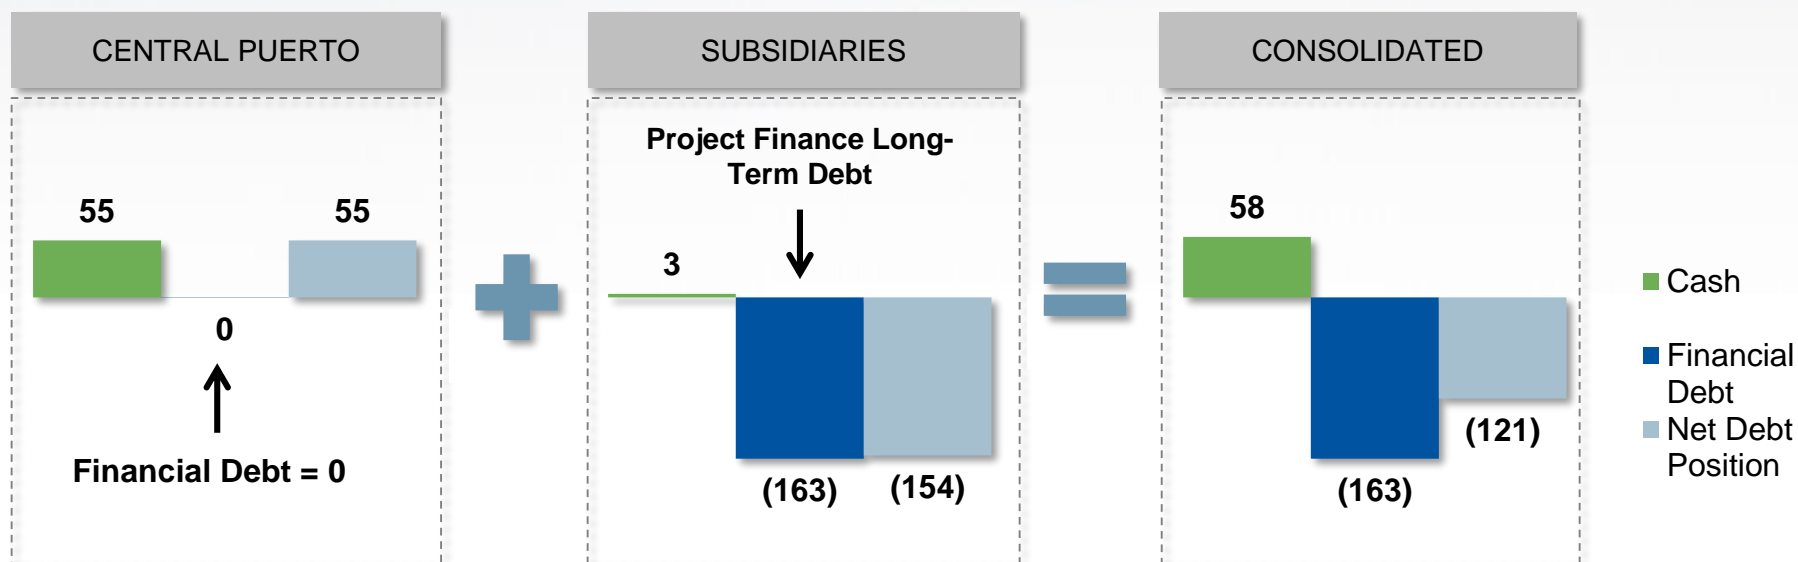 CENTRAL PUERTO
55
55
0
Financial Debt = 0
SUBSIDIARIES
Project Finance Long-
Term Debt
3
(163)
(154)
CONSOLIDATED
58
(163)
(121)
Cash
Financial
Debt
Net Debt
Position